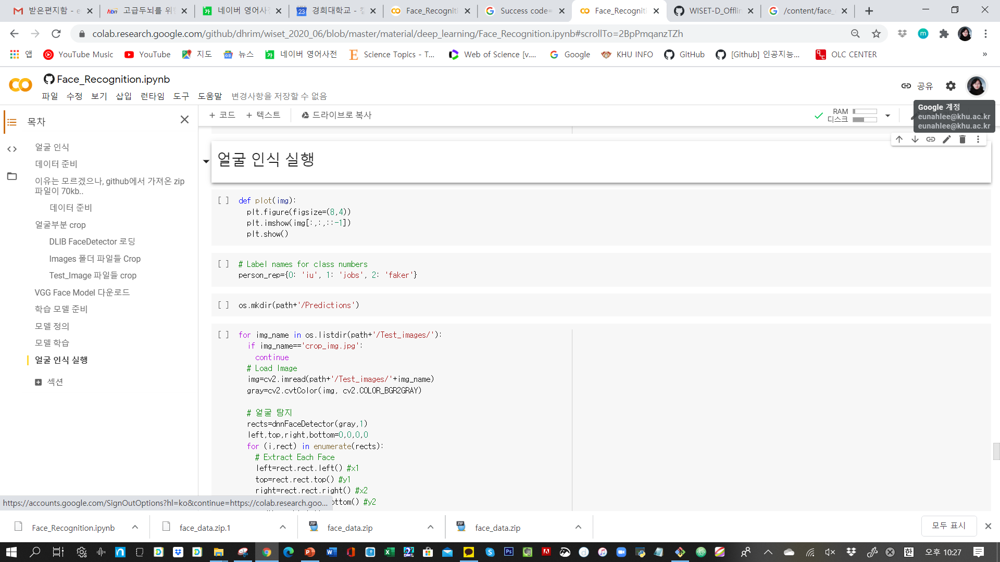 받은편지함 - e
고급두뇌를 위한
네이버 영어사전
경희대학교 - 캘
Face_Recogniti
Success code=
Face_Recogniti
WISET-D_Offlin
/content/face_
colab.research.google.com/github/dhrim/wiset_2020_06/blob/master/material/deep_learning/Face_Recognition.ipynb#scrollTo=2BpPmqanzTZh
앱
YouTube Music
YouTube
지도
뉴스
네이버 영어사전
Science Topics - T...
Web of Science [v....
Google
KHU INFO
GitHub
[Github] 인공지능...
OLC CENTER
»
Face_Recognition.ipynb
파일 수정 보기 삽입 런타임 도구 도움말 변경사항을 저장할 수 없음
공유
Google 계정
eunahlee@khu.ac.kr
eunahlee@khu.ac.kr
목차
+ 코드 + 텍스트 드라이브로 복사
RAM
디스크
얼굴 인식
데이터 준비
이유는 모르겠으나, github에서 가져온 zip
파일이 70kb..
데이터 준비
얼굴부분 crop
DLIB FaceDetector 로딩
Images 폴더 파일들 Crop
Test_Image 파일들 crop
VGG Face Model 다운로드
학습 모델 준비
모델 정의
모델 학습
얼굴 인식 실행
섹션
얼굴 인식 실행
[ ] def plot(img):
plt.figure(figsize=(8,4))
plt.imshow(img[:,:,::-1])
plt.show()
[ ] # Label names for class numbers
person_rep={0: 'iu', 1: 'jobs', 2: 'faker'}
[ ] os.mkdir(path+'/Predictions')
[ ] for img_name in os.listdir(path+'/Test_images/'):
if img_name=='crop_img.jpg':
continue
# Load Image
img=cv2.imread(path+'/Test_images/'+img_name)
gray=cv2.cvtColor(img, cv2.COLOR_BGR2GRAY)
# 얼굴 탐지
rects=dnnFaceDetector(gray,1)
left,top,right,bottom=0,0,0,0
for (i,rect) in enumerate(rects):
# Extract Each Face
left=rect.rect.left() #x1
top=rect.rect.top() #y1
right=rect.rect.right() #x2
ottom() #y2
https://accounts.google.com/SignOutOptions?hl=ko&continue=https://colab.research.goo...
Face_Recognition.ipynb
face_data.zip.1
face_data.zip
face_data.zip
모두 표시
한
오후 10:27